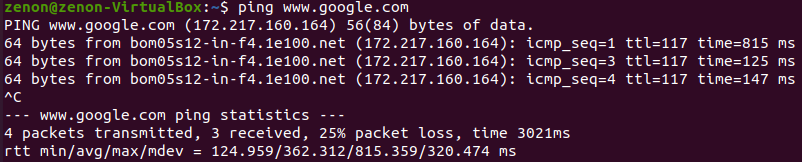 zenon@zenon-VirtualBox:~$ ping www.google.com
PING www.google.com (172.217.160.164) 56(84) bytes of data.
64 bytes from bom05s12-in-f4.1e100.net (172.217.160.164): icmp_seq=1 ttl=117 time=815 ms
64 bytes from bom05s12-in-f4.1e100.net (172.217.160.164): icmp_seq=3 ttl=117 time=125 ms
64 bytes from bom05s12-in-f4.1e100.net (172.217.160.164): icmp_seq=4 ttl=117 time=147 ms
^C
--- www.google.com ping statistics ---
4 packets transmitted, 3 received, 25% packet loss, time 3021ms
rtt min/avg/max/mdev = 124.959/362.312/815.359/320.474 ms